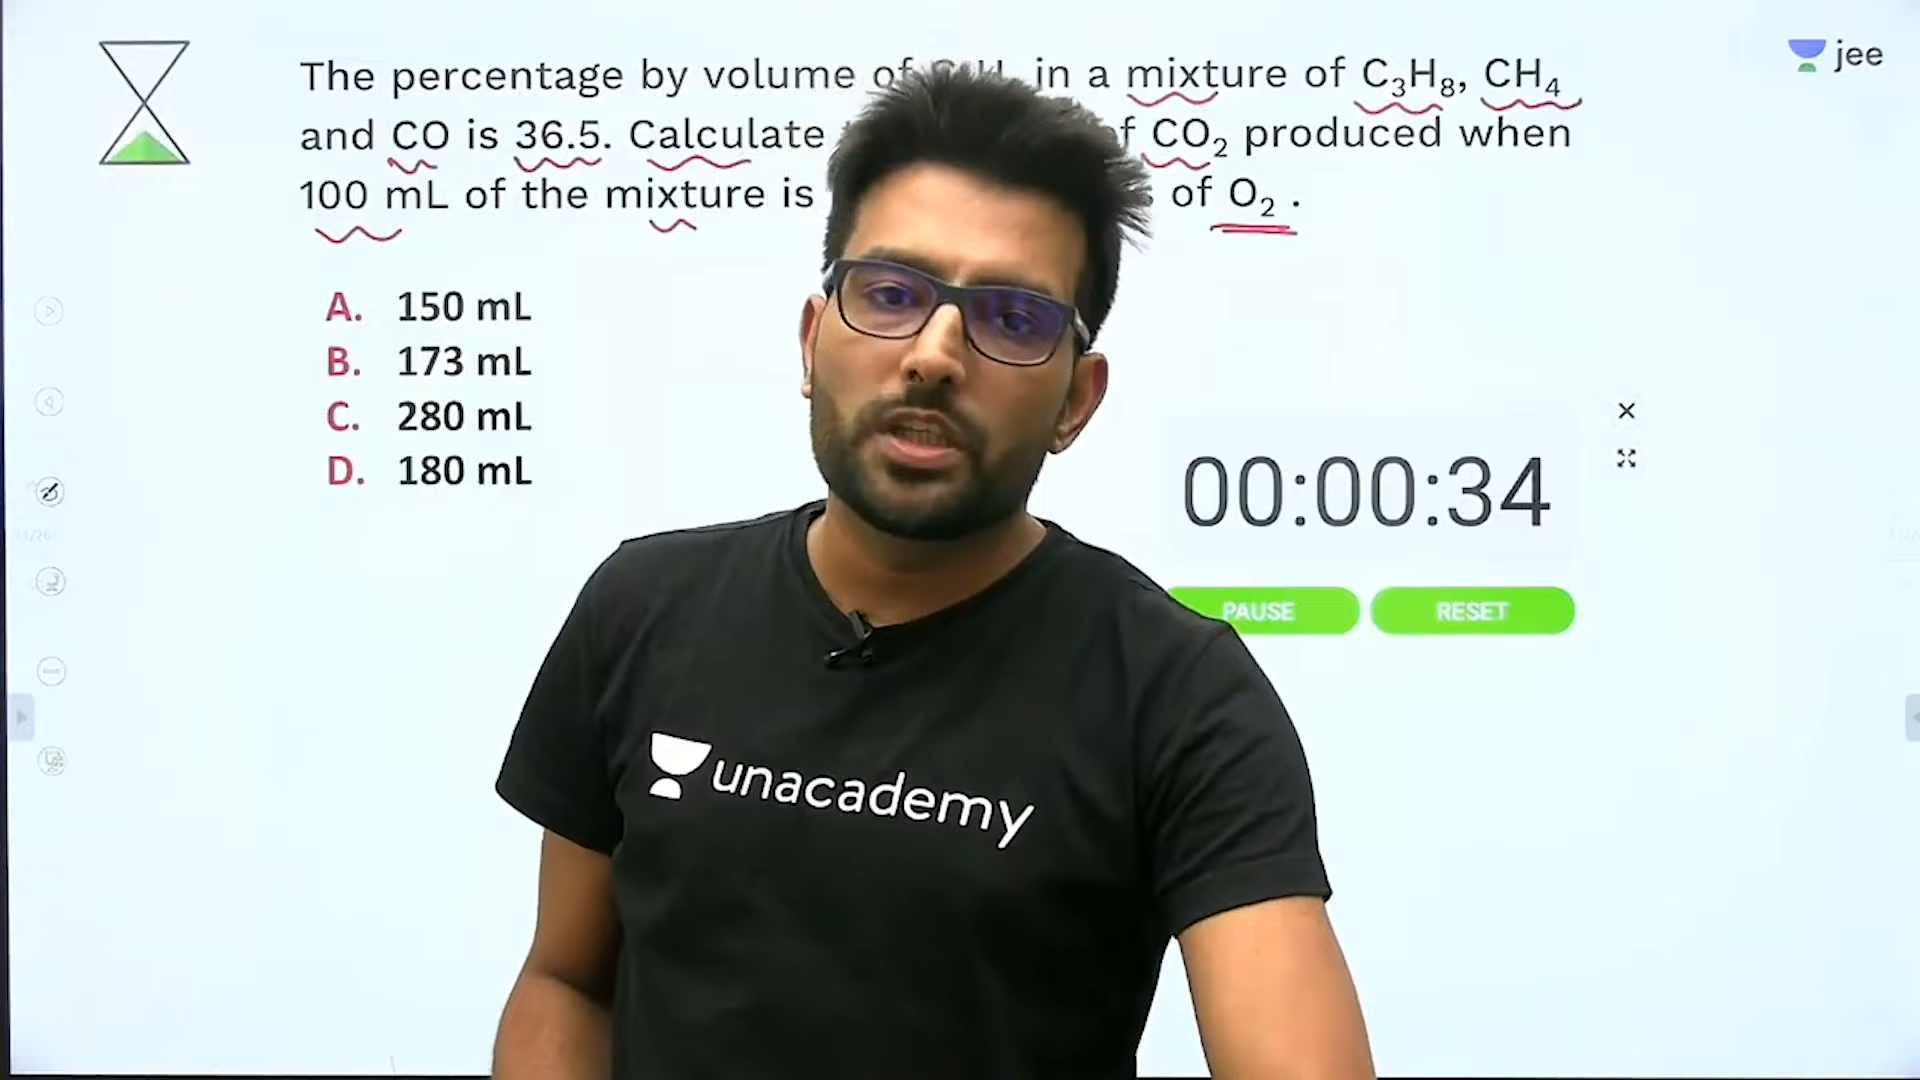 The percentage by volume of in a mixture of C₃H₈, CH₄
and CO is 36.5. Calculate of CO₂ produced when
100 mL of the mixture is of O₂ .
jee
A. 150 mL
B. 173 mL
C. 280 mL
D. 180 mL
00:00:34
PAUSE RESET
unacademy